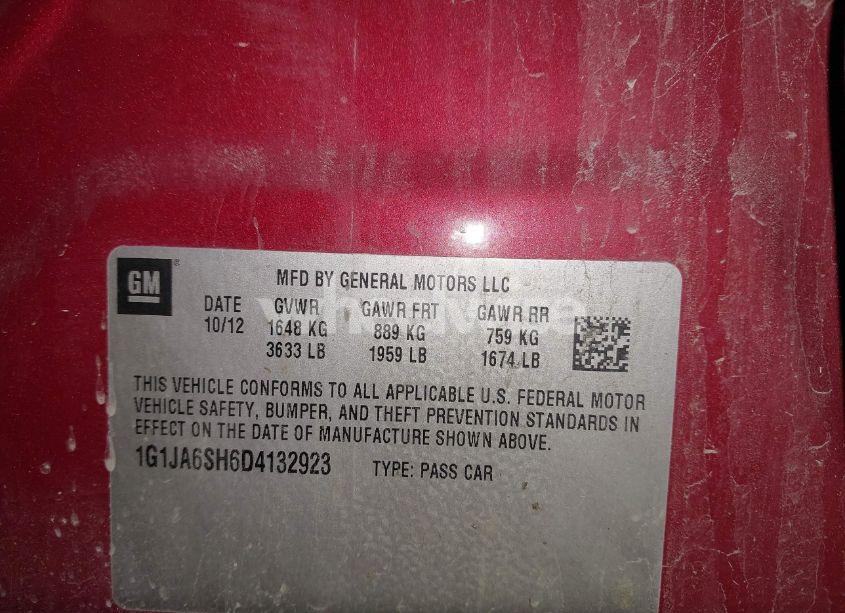 GM
MFD BY GENERAL MOTORS LLC
DATE GVWR GAWR FRT GAWR RR
10/12 1648 KG 889 KG 759 KG
3633 LB 1959 LB 1674 LB
THIS VEHICLE CONFORMS TO ALL APPLICABLE U.S. FEDERAL MOTOR
VEHICLE SAFETY, BUMPER, AND THEFT PREVENTION STANDARDS IN
EFFECT ON THE DATE OF MANUFACTURE SHOWN ABOVE.
1G1JA6SH6D4132923 TYPE: PASS CAR